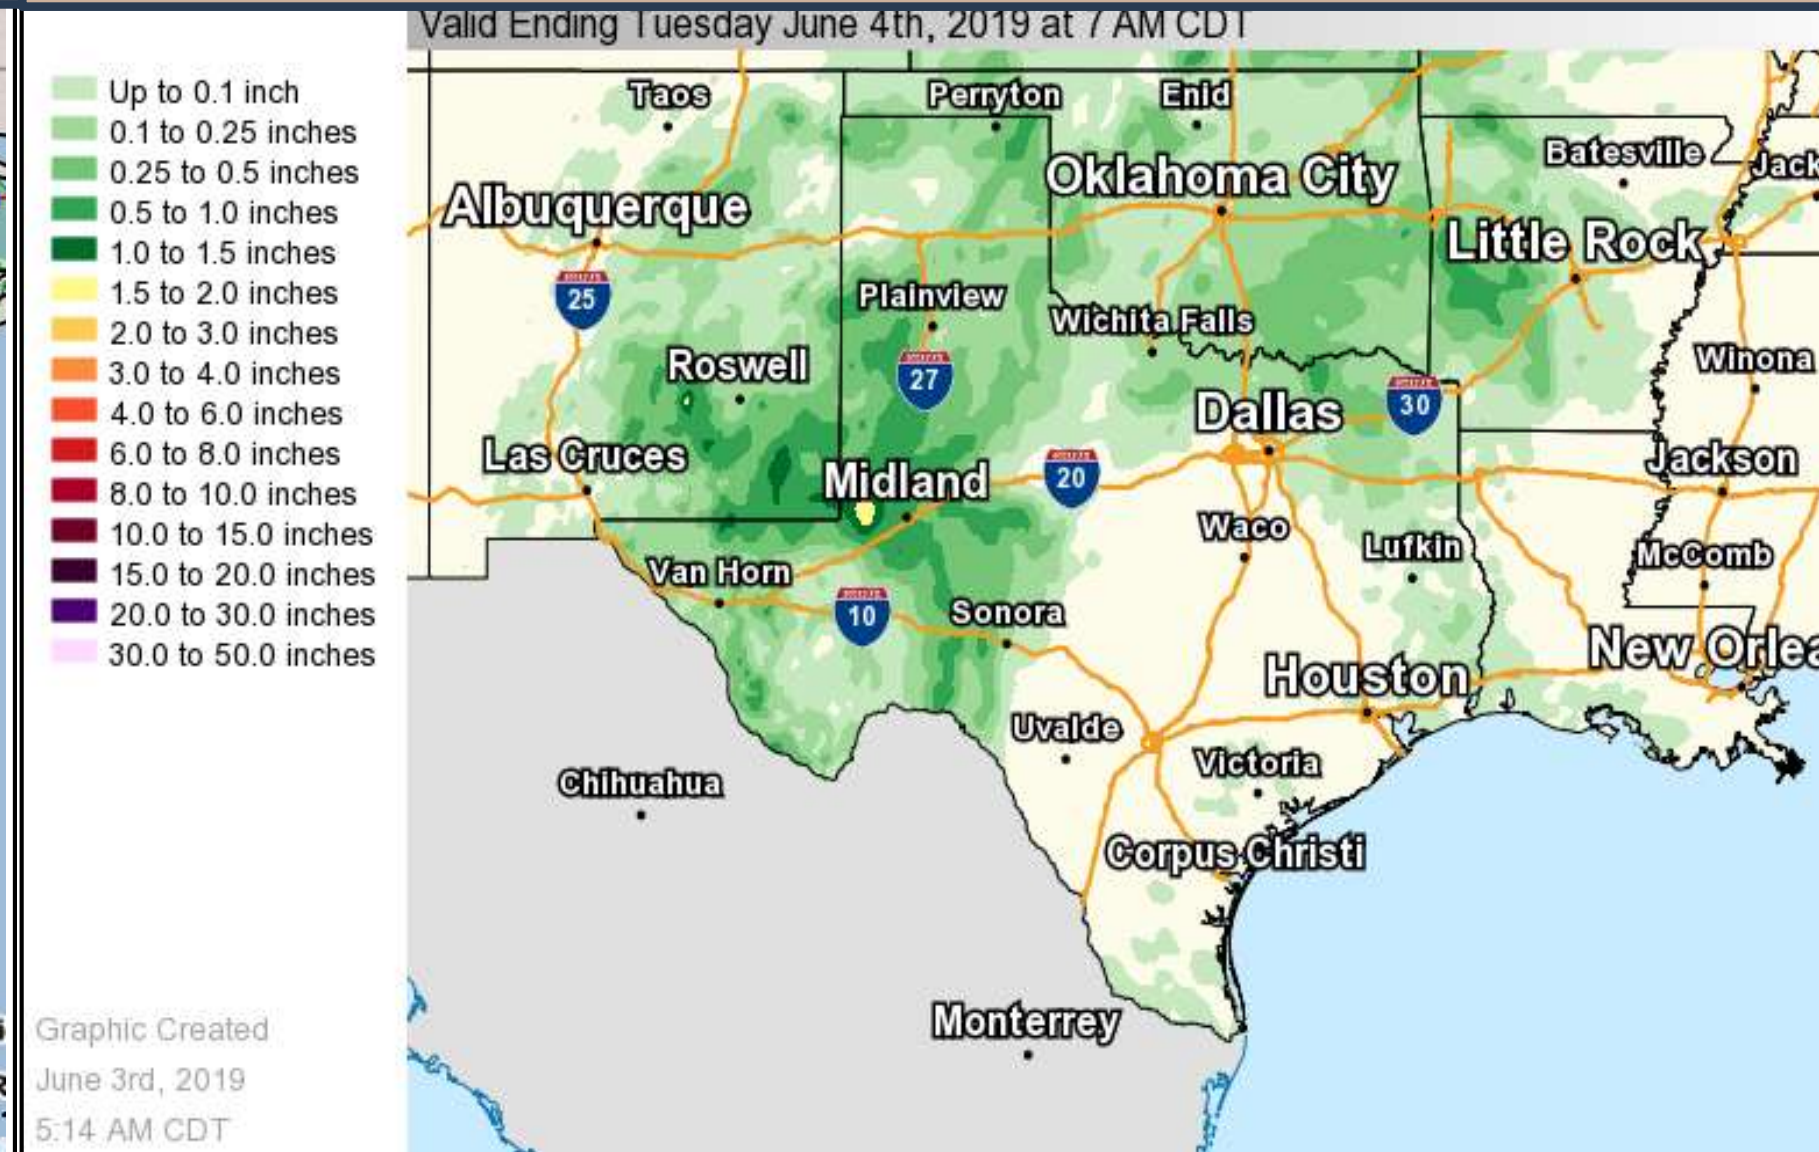 Valid Ending Tuesday June 4th, 2019 at 7 AM CDT
Up to 0.1 inch
0.1 to 0.25 inches
0.25 to 0.5 inches
0.5 to 1.0 inches
1.0 to 1.5 inches
1.5 to 2.0 inches
2.0 to 3.0 inches
3.0 to 4.0 inches
4.0 to 6.0 inches
6.0 to 8.0 inches
8.0 to 10.0 inches
10.0 to 15.0 inches
15.0 to 20.0 inches
20.0 to 30.0 inches
30.0 to 50.0 inches
Graphic Created
June 3rd, 2019
5:14 AM CDT
Taos
Perryton
Enid
Batesville
Jack
Oklahoma City
Albuquerque
Little Rock
25
Plainview
Wichita Falls
Winona
Roswell
27
30
Dallas
Las Cruces
Midland
20
Jackson
Waco
Lufkin
McComb
Van Horn
10
Sonora
New Orlea
Houston
Uvalde
Victoria
Chihuahua
Corpus Christi
Monterrey